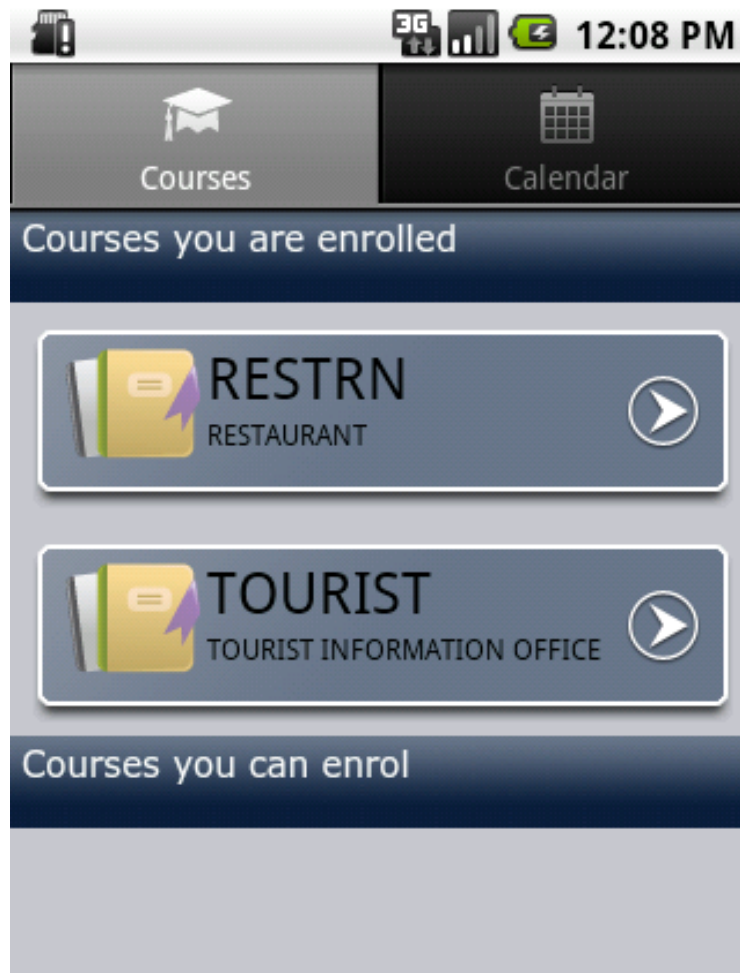 3G 12:08 PM
Courses Calendar
Courses you are enrolled
RESTRN
RESTAURANT
TOURIST
TOURIST INFORMATION OFFICE
Courses you can enrol